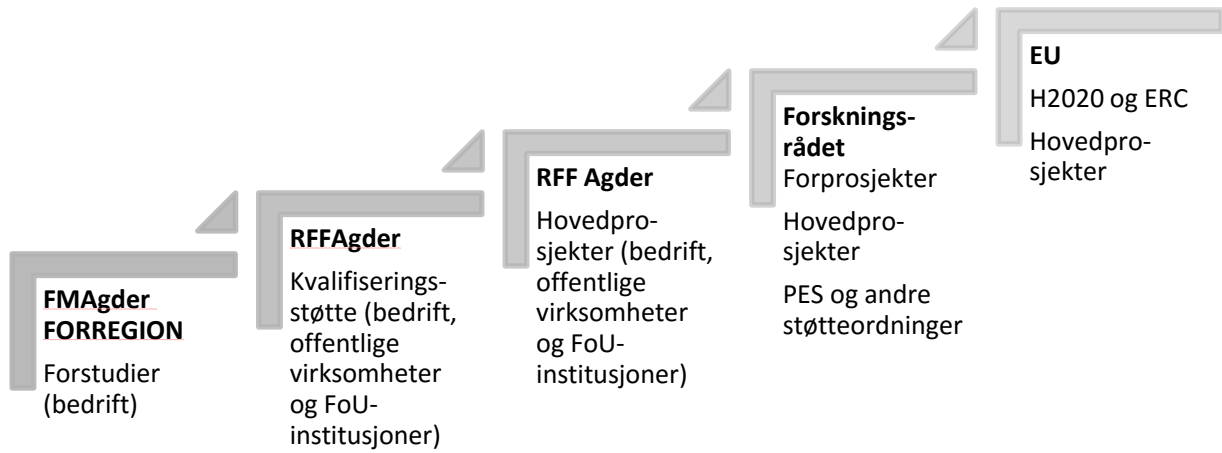 FMAgder
FORREGION
Forstudier
(bedrift)
RFFAgder
Kvalifiserings-
støtte (bedrift,
offentlige
virksomheter
og FoU-
institusjoner)
RFF Agder
Hovedpro-
sjekter (bedrift,
offentlige
virksomheter
og FoU-
institusjoner)
Forsknings-
rådet
Forprosjekter
Hovedpro-
sjekter
PES og andre
støtteordninger
EU
H2020 og ERC
Hovedpro-
sjekter